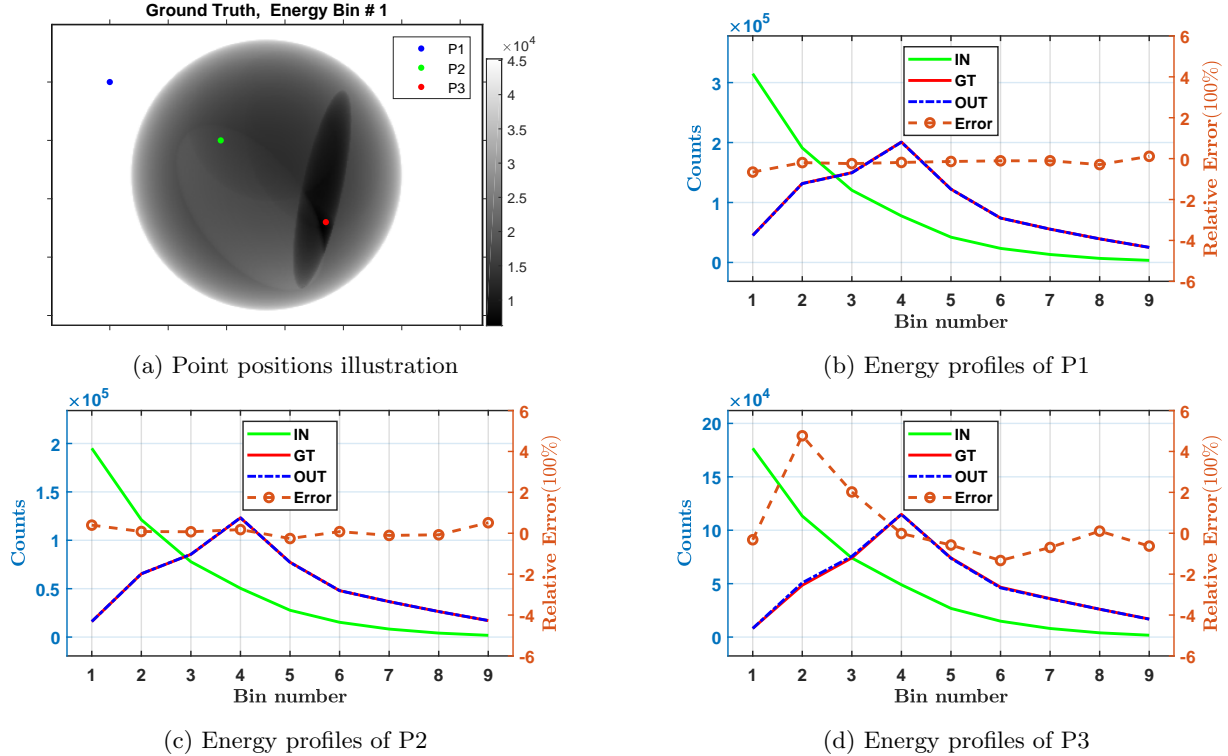 Ground Truth, Energy Bin # 1
P1
P2
P3
×10^4
4.5
4
3.5
3
2.5
2
1.5
1
(a) Point positions illustration
×10^5
3
2
1
0
Counts
IN
GT
OUT
Error
6
4
2
0
-2
-4
-6
Relative Error(100%)
1 2 3 4 5 6 7 8 9
Bin number
(b) Energy profiles of P1
×10^5
2
1.5
1
0.5
0
Counts
IN
GT
OUT
Error
6
4
2
0
-2
-4
-6
Relative Error(100%)
1 2 3 4 5 6 7 8 9
Bin number
(c) Energy profiles of P2
×10^4
20
15
10
5
0
Counts
IN
GT
OUT
Error
6
4
2
0
-2
-4
-6
Relative Error(100%)
1 2 3 4 5 6 7 8 9
Bin number
(d) Energy profiles of P3